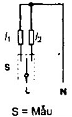 I₁ I₂
S
L N
S = Mẫu